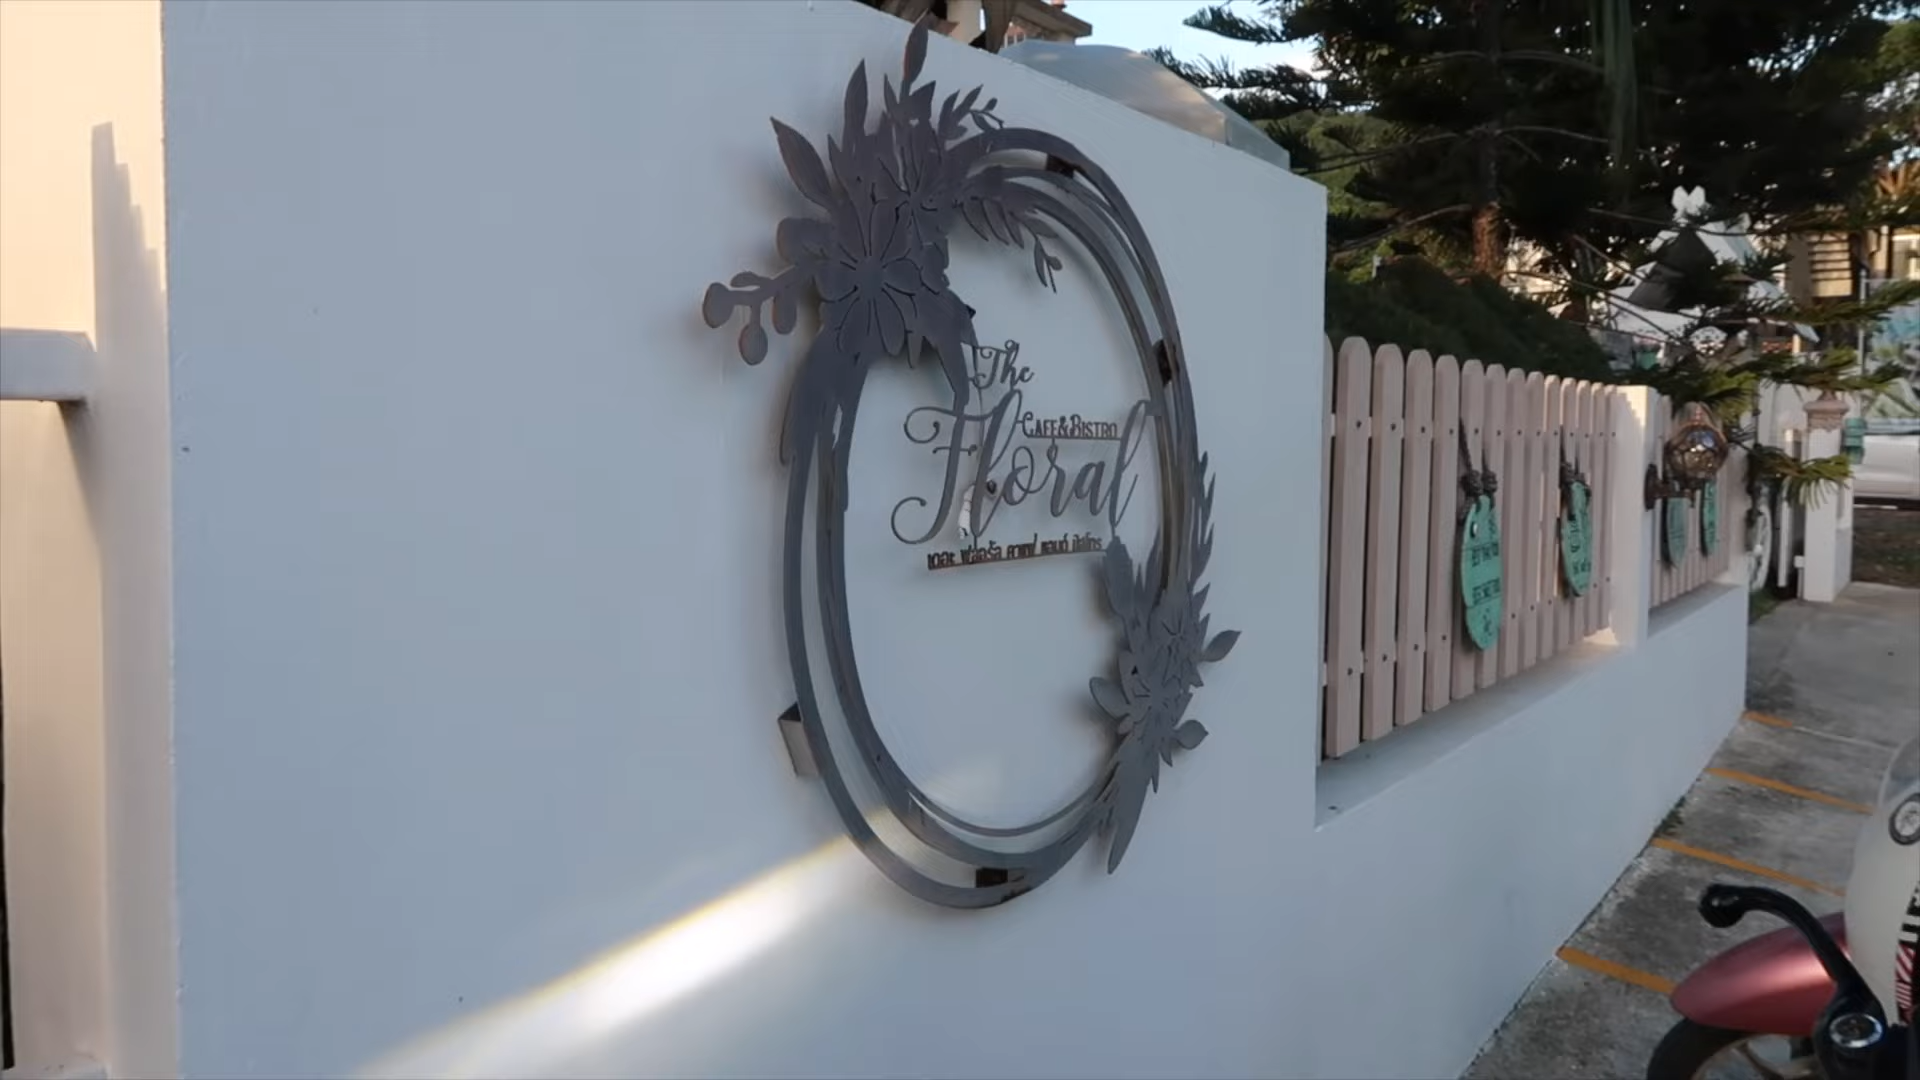 The
CAFE&BISTRO
Floral
เดอะ ฟลอรัล คาเฟ่ แอนด์ บิสโทร